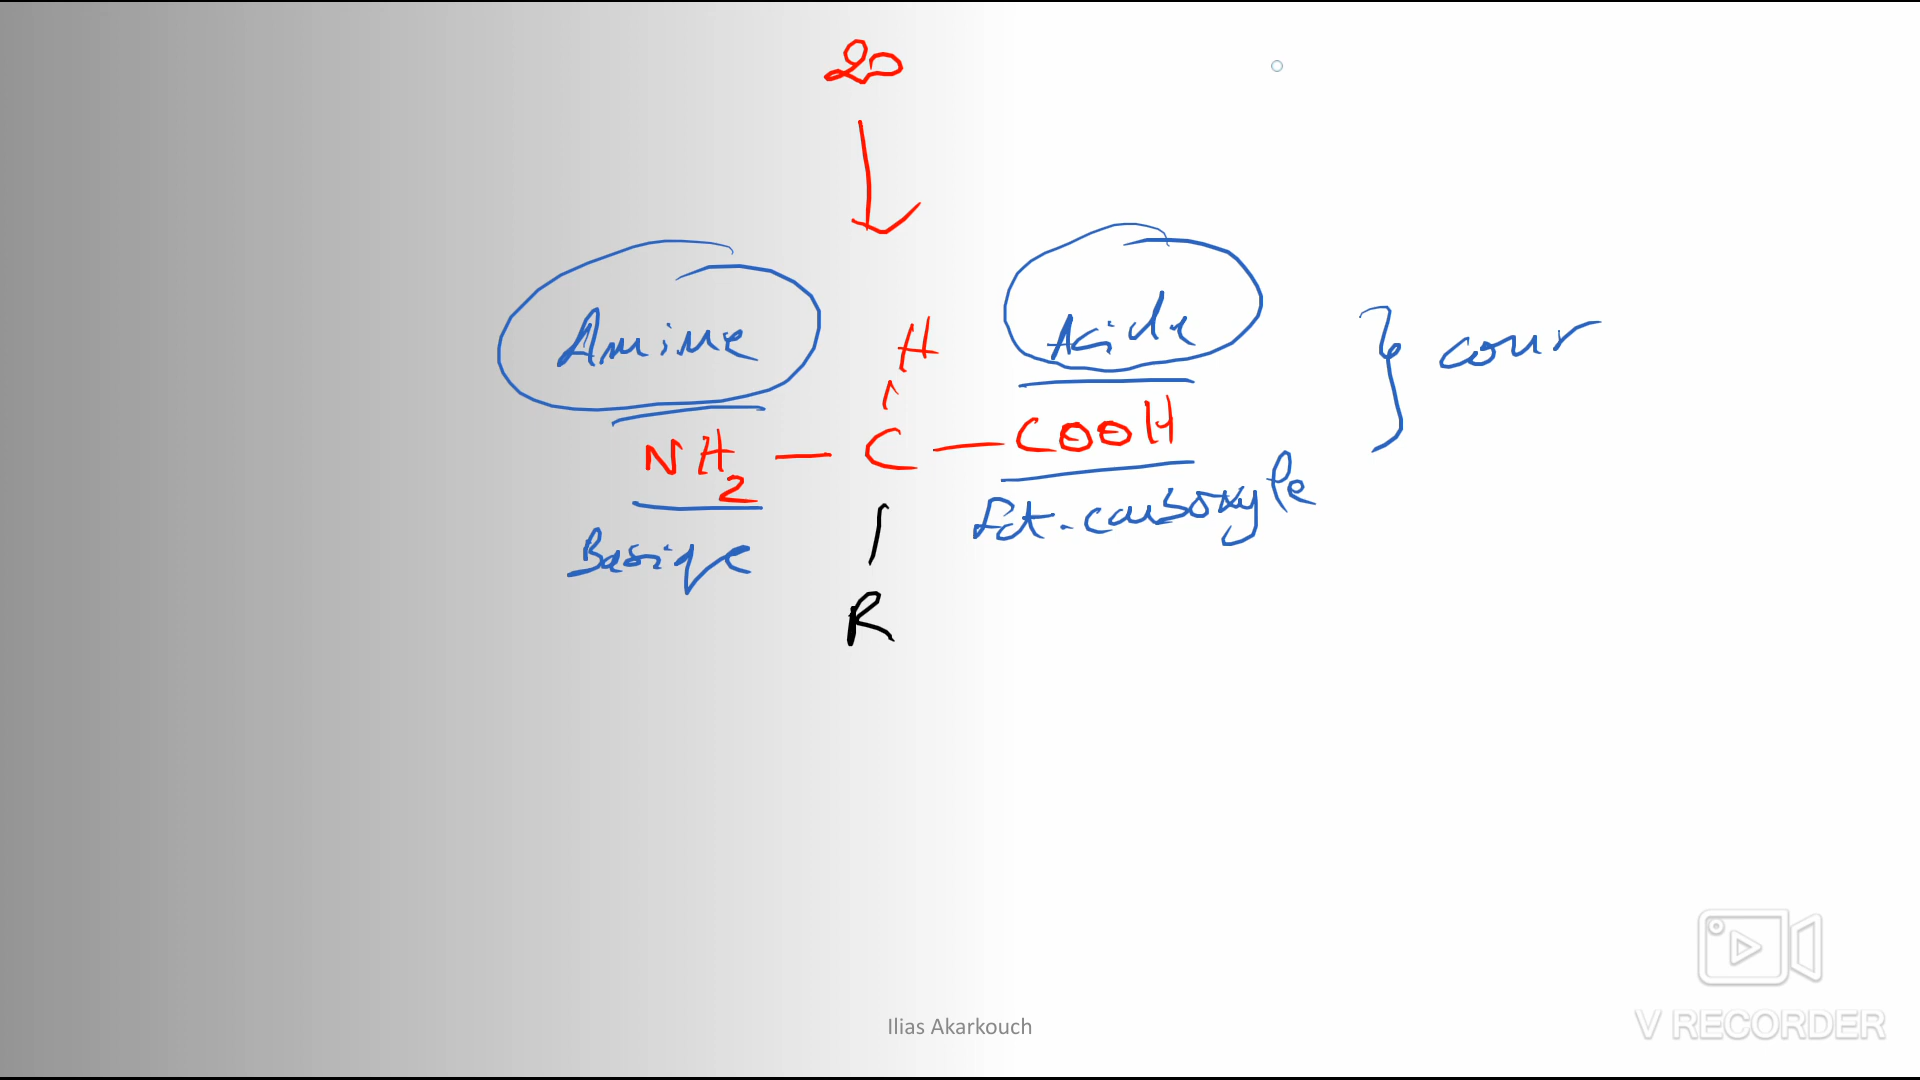 20
Amine
Acide
} cour
H
NH2 - C - COOH
Basique
fct. carboxyle
R
Ilias Akarkouch
V RECORDER